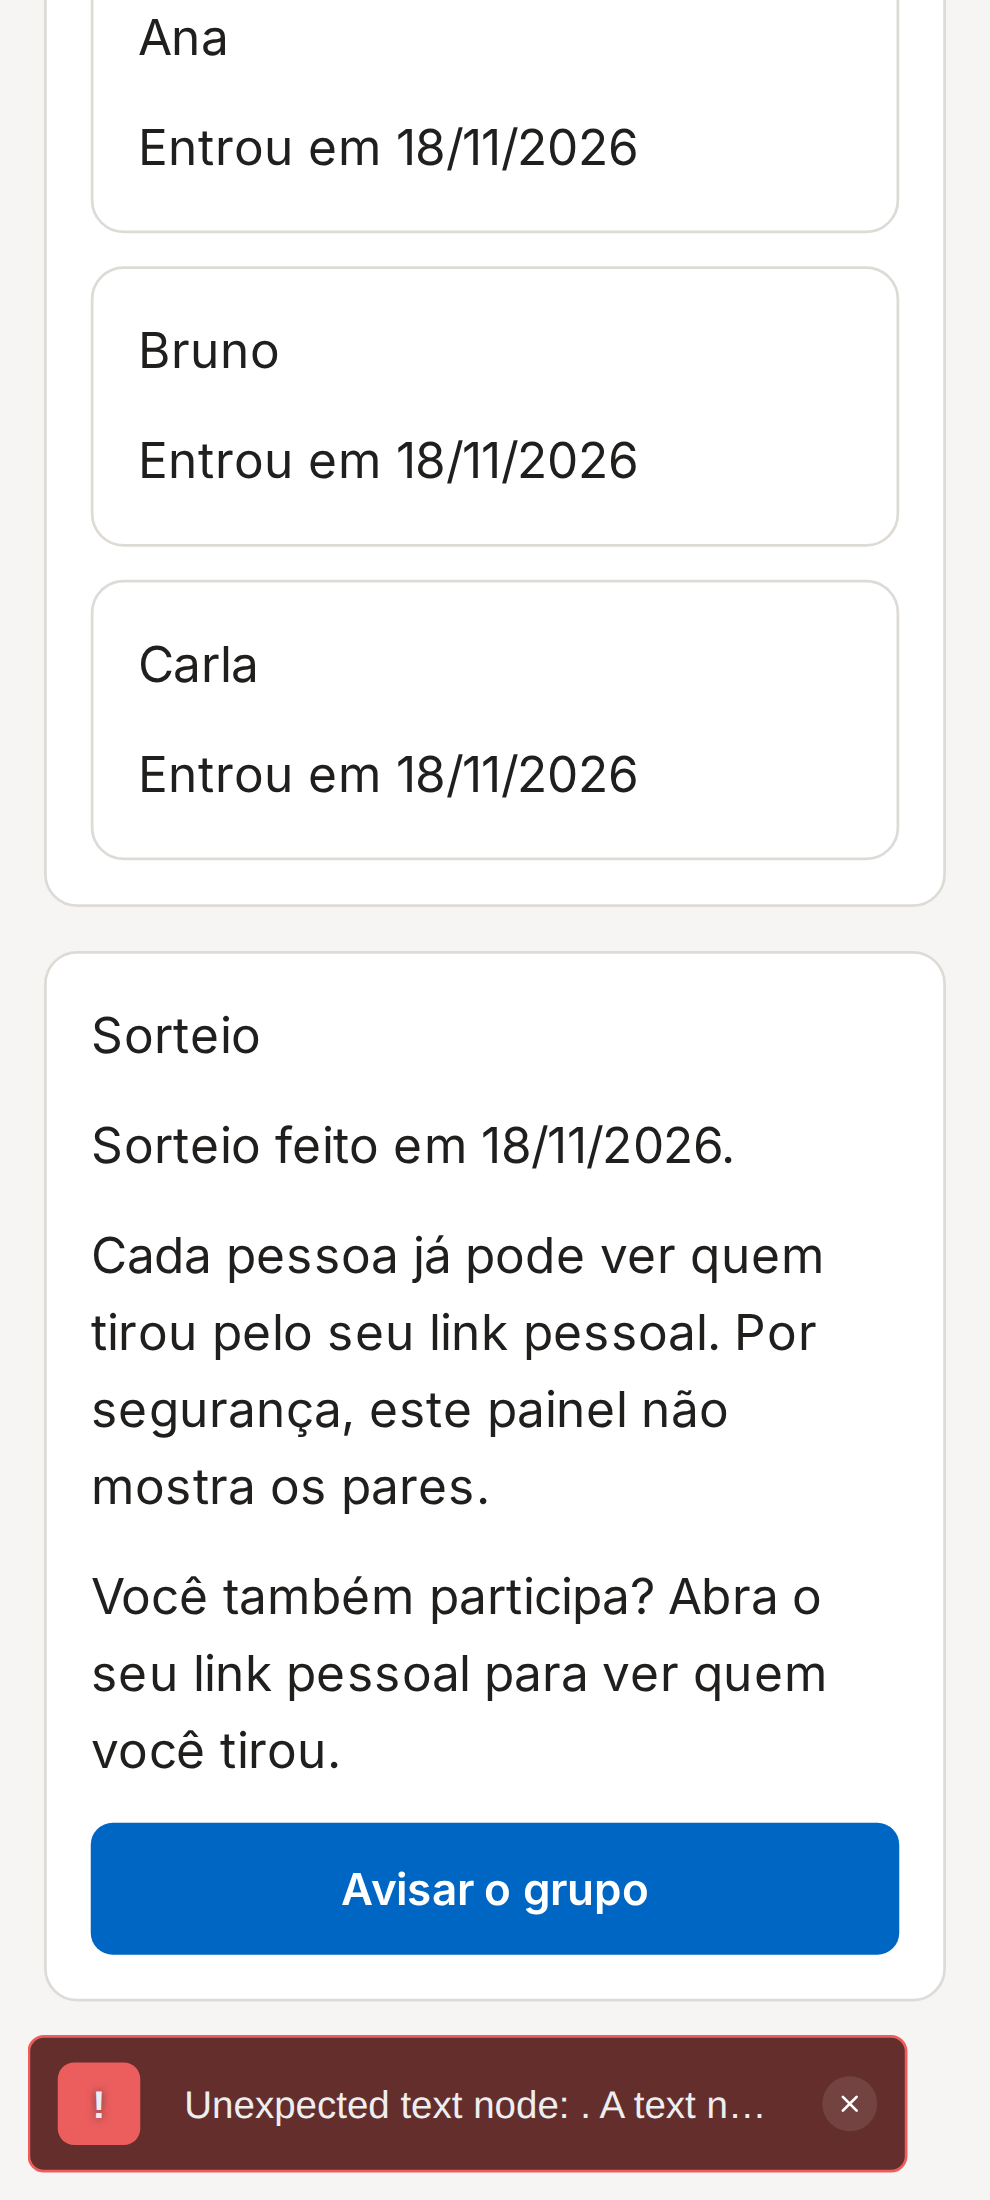 Ana
Entrou em 18/11/2026
Bruno
Entrou em 18/11/2026
Carla
Entrou em 18/11/2026
Sorteio
Sorteio feito em 18/11/2026.
Cada pessoa já pode ver quem
tirou pelo seu link pessoal. Por
segurança, este painel não
mostra os pares.
Você também participa? Abra o
seu link pessoal para ver quem
você tirou.
Avisar o grupo
! Unexpected text node: . A text n…